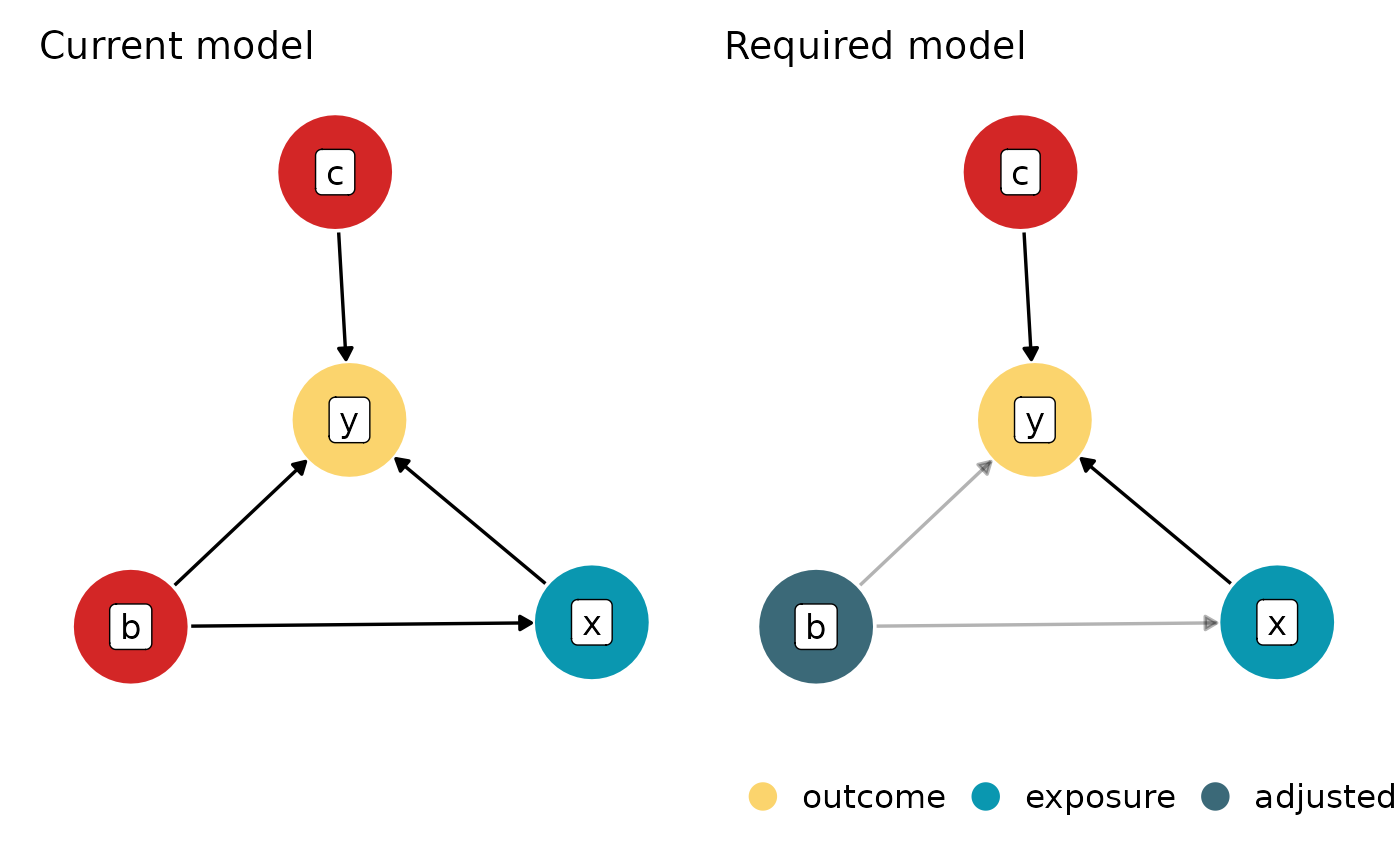 Current model
c
y
b
x
Required model
c
y
b
x
outcome
exposure
adjusted